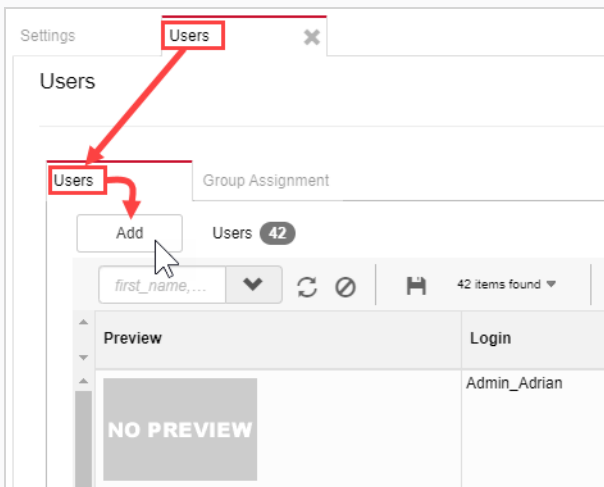 Settings
Users
Users
Users
Group Assignment
Add
Users 42
first_name,...
42 items found
Preview
Login
NO PREVIEW
Admin_Adrian